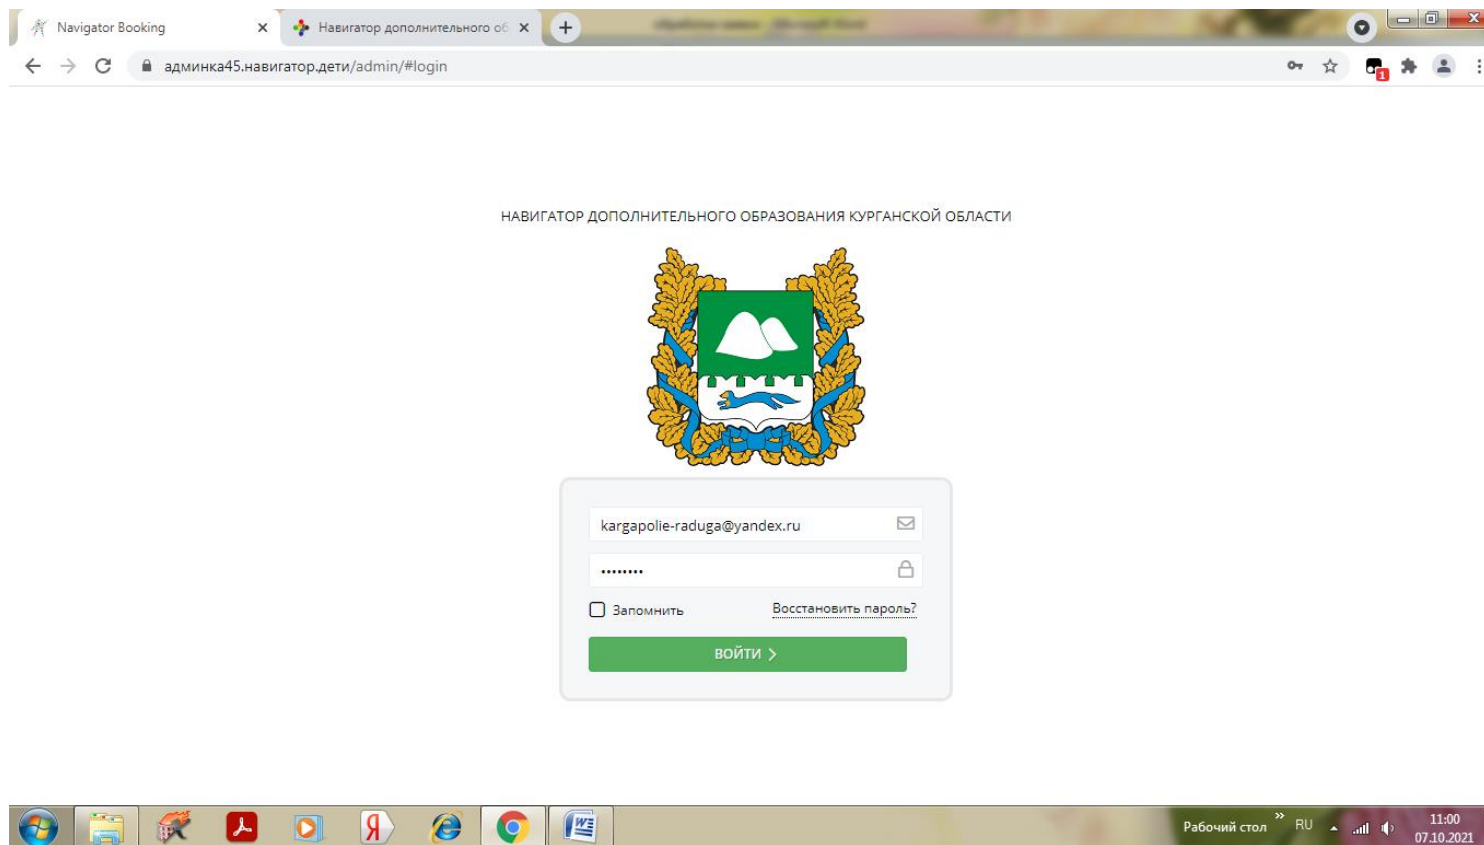 Navigator Booking
Навигатор дополнительного об
админка45.навигатор.дети/admin/#login
1
НАВИГАТОР ДОПОЛНИТЕЛЬНОГО ОБРАЗОВАНИЯ КУРГАНСКОЙ ОБЛАСТИ
kargapolie-raduga@yandex.ru
Запомнить Восстановить пароль?
ВОЙТИ
Рабочий стол » RU 11:00
07.10.2021